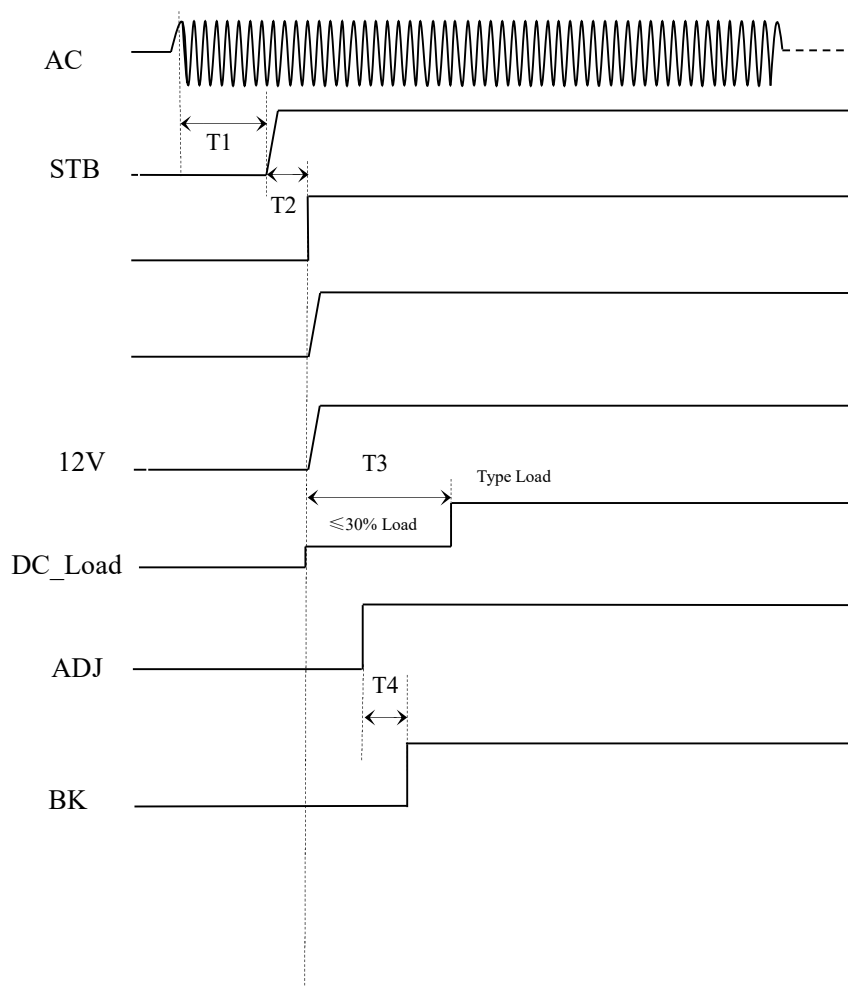 AC
T1
STB
T2
12V
T3
Type Load
≤30% Load
DC_Load
ADJ
T4
BK